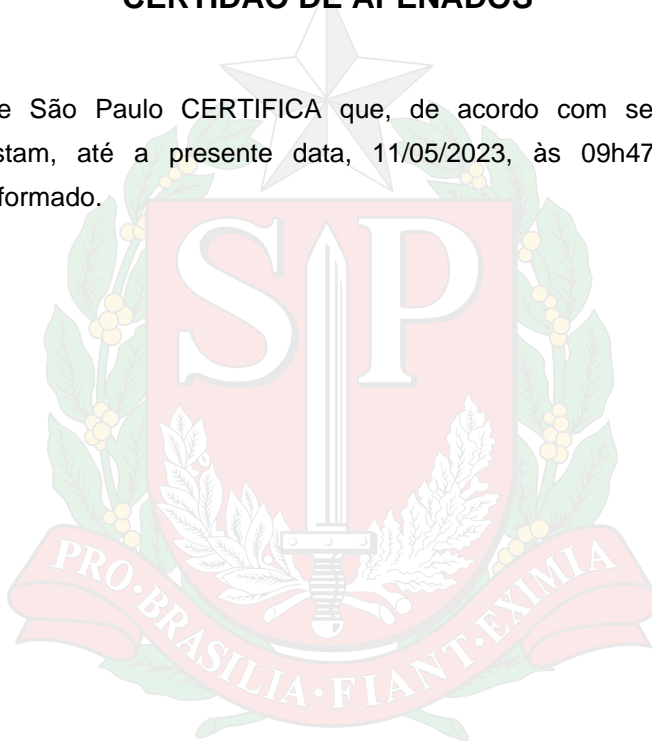 CERTIDÃO DE APENADOS
e São Paulo CERTIFICA que, de acordo com se
stam, até a presente data, 11/05/2023, às 09h47
formado.
SP
PRO·BRASILIA·FIANT·EXIMIA